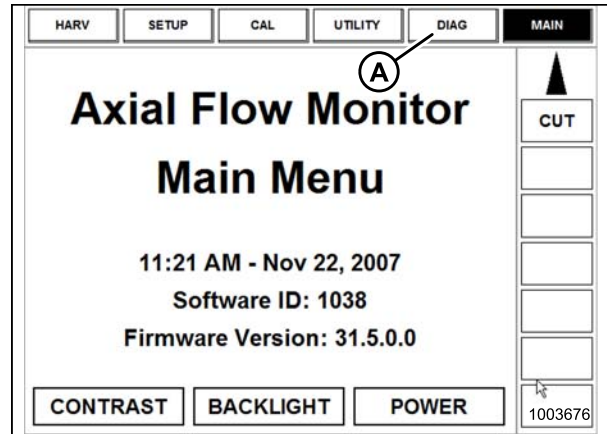 HARV SETUP CAL UTILITY DIAG MAIN
A
CUT
Axial Flow Monitor
Main Menu
11:21 AM - Nov 22, 2007
Software ID: 1038
Firmware Version: 31.5.0.0
CONTRAST BACKLIGHT POWER
1003676